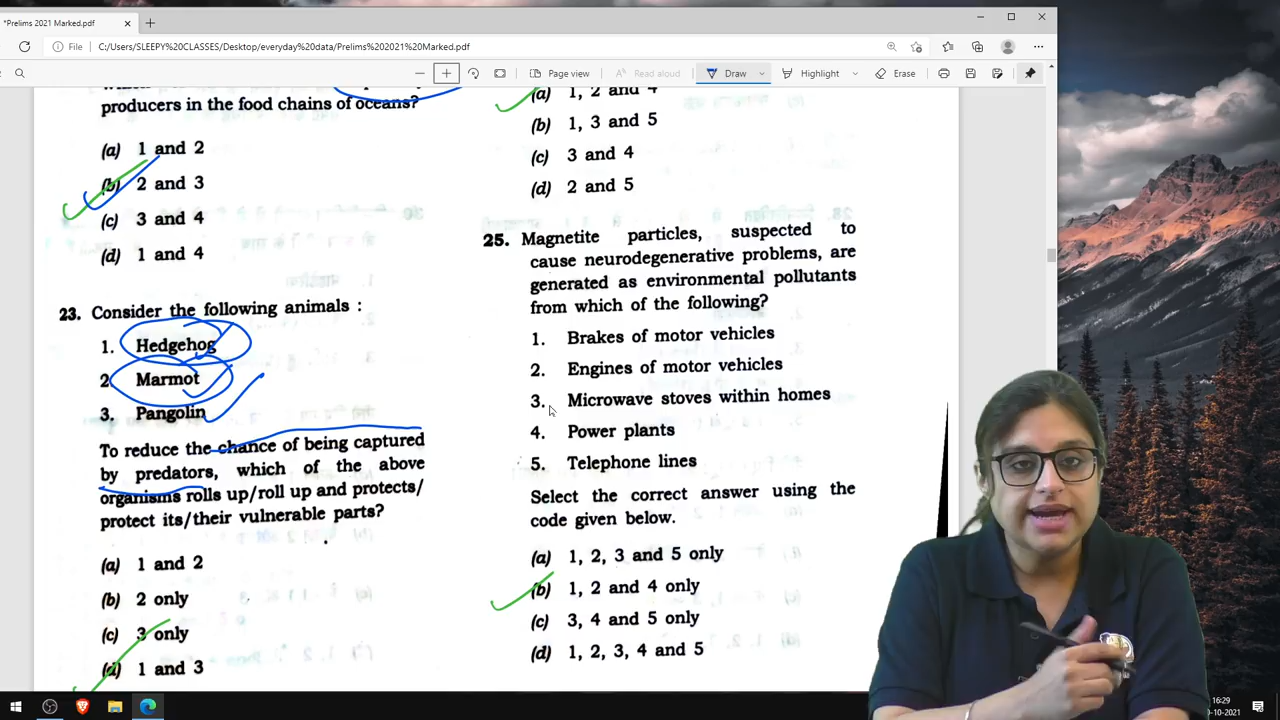 *Prelims 2021 Marked.pdf
File
C:/Users/SLEEPY%20CLASSES/Desktop/everyday%20data/Prelims%202021%20Marked.pdf
Page view
Read aloud
Draw
Highlight
Erase
producers in the food chains of oceans?
(a) 1 and 2
(b) 2 and 3
(c) 3 and 4
(d) 1 and 4
23. Consider the following animals :
1. Hedgehog
2 Marmot
3. Pangolin
To reduce the chance of being captured
by predators, which of the above
organisms rolls up/roll up and protects/
protect its/their vulnerable parts?
(a) 1 and 2
(b) 2 only
(c) 3 only
(d) 1 and 3
(a) 1, 2 and 4
(b) 1, 3 and 5
(c) 3 and 4
(d) 2 and 5
25. Magnetite particles, suspected to
cause neurodegenerative problems, are
generated as environmental pollutants
from which of the following?
1. Brakes of motor vehicles
2. Engines of motor vehicles
3. Microwave stoves within homes
4. Power plants
5. Telephone lines
Select the correct answer using the
code given below.
(a) 1, 2, 3 and 5 only
(b) 1, 2 and 4 only
(c) 3, 4 and 5 only
(d) 1, 2, 3, 4 and 5
16:29
-10-2021